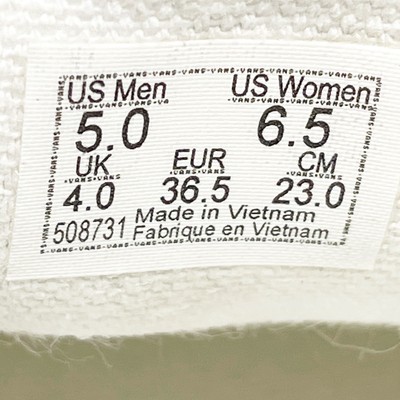 US Men US Women
5.0 6.5
UK EUR CM
4.0 36.5 23.0
508731 Made in Vietnam
Fabrique en Vietnam